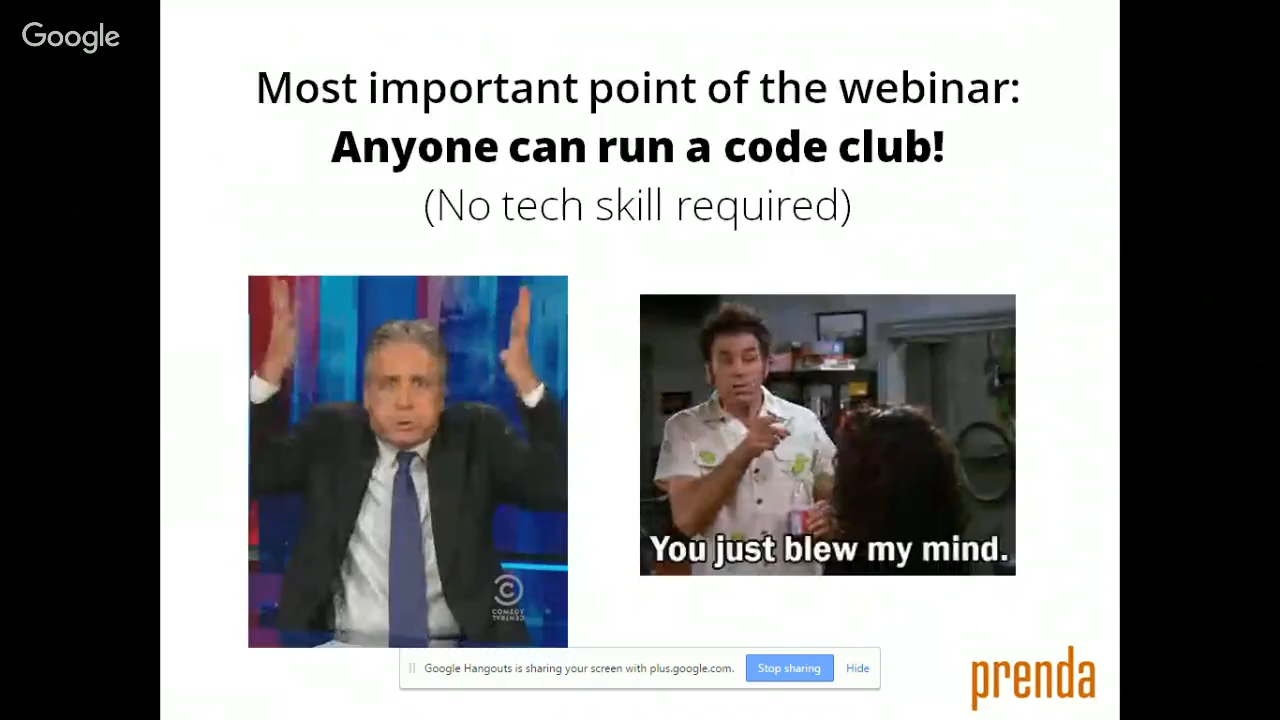 Google
Most important point of the webinar:
Anyone can run a code club!
(No tech skill required)
You just blew my mind.
COMEDY
CENTRAL
Google Hangouts is sharing your screen with plus.google.com.
Stop sharing
Hide
prenda